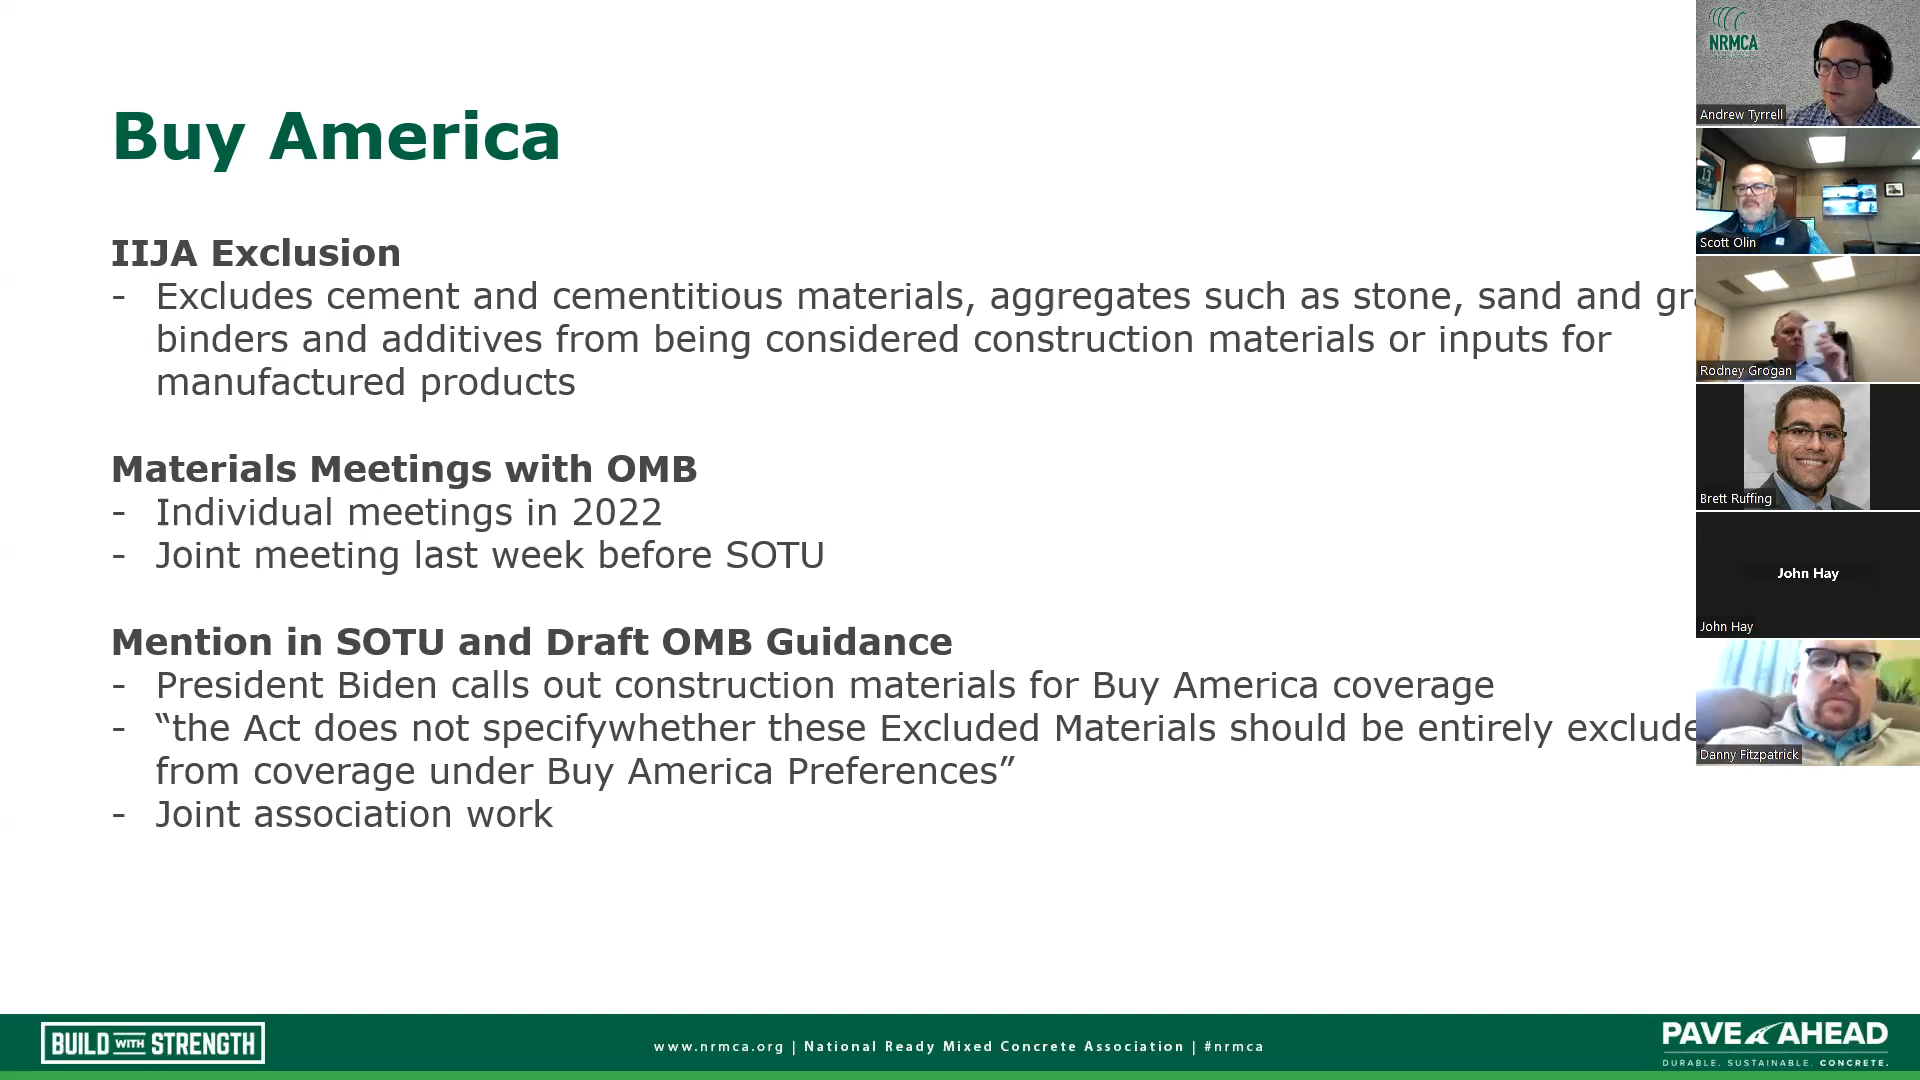 Buy America
IIJA Exclusion
- Excludes cement and cementitious materials, aggregates such as stone, sand and
binders and additives from being considered construction materials or inputs for
manufactured products
Materials Meetings with OMB
- Individual meetings in 2022
- Joint meeting last week before SOTU
Mention in SOTU and Draft OMB Guidance
- President Biden calls out construction materials for Buy America coverage
- “the Act does not specifywhether these Excluded Materials should be entirely exclude
from coverage under Buy America Preferences”
- Joint association work
NRMCA
Andrew Tyrrell
13
Scott Olin
Rodney Grogan
Brett Ruffing
John Hay
John Hay
Danny Fitzpatrick
BUILD WITH STRENGTH
www.nrmca.org | National Ready Mixed Concrete Association | #nrmca
PAVE AHEAD
DURABLE. SUSTAINABLE. CONCRETE.